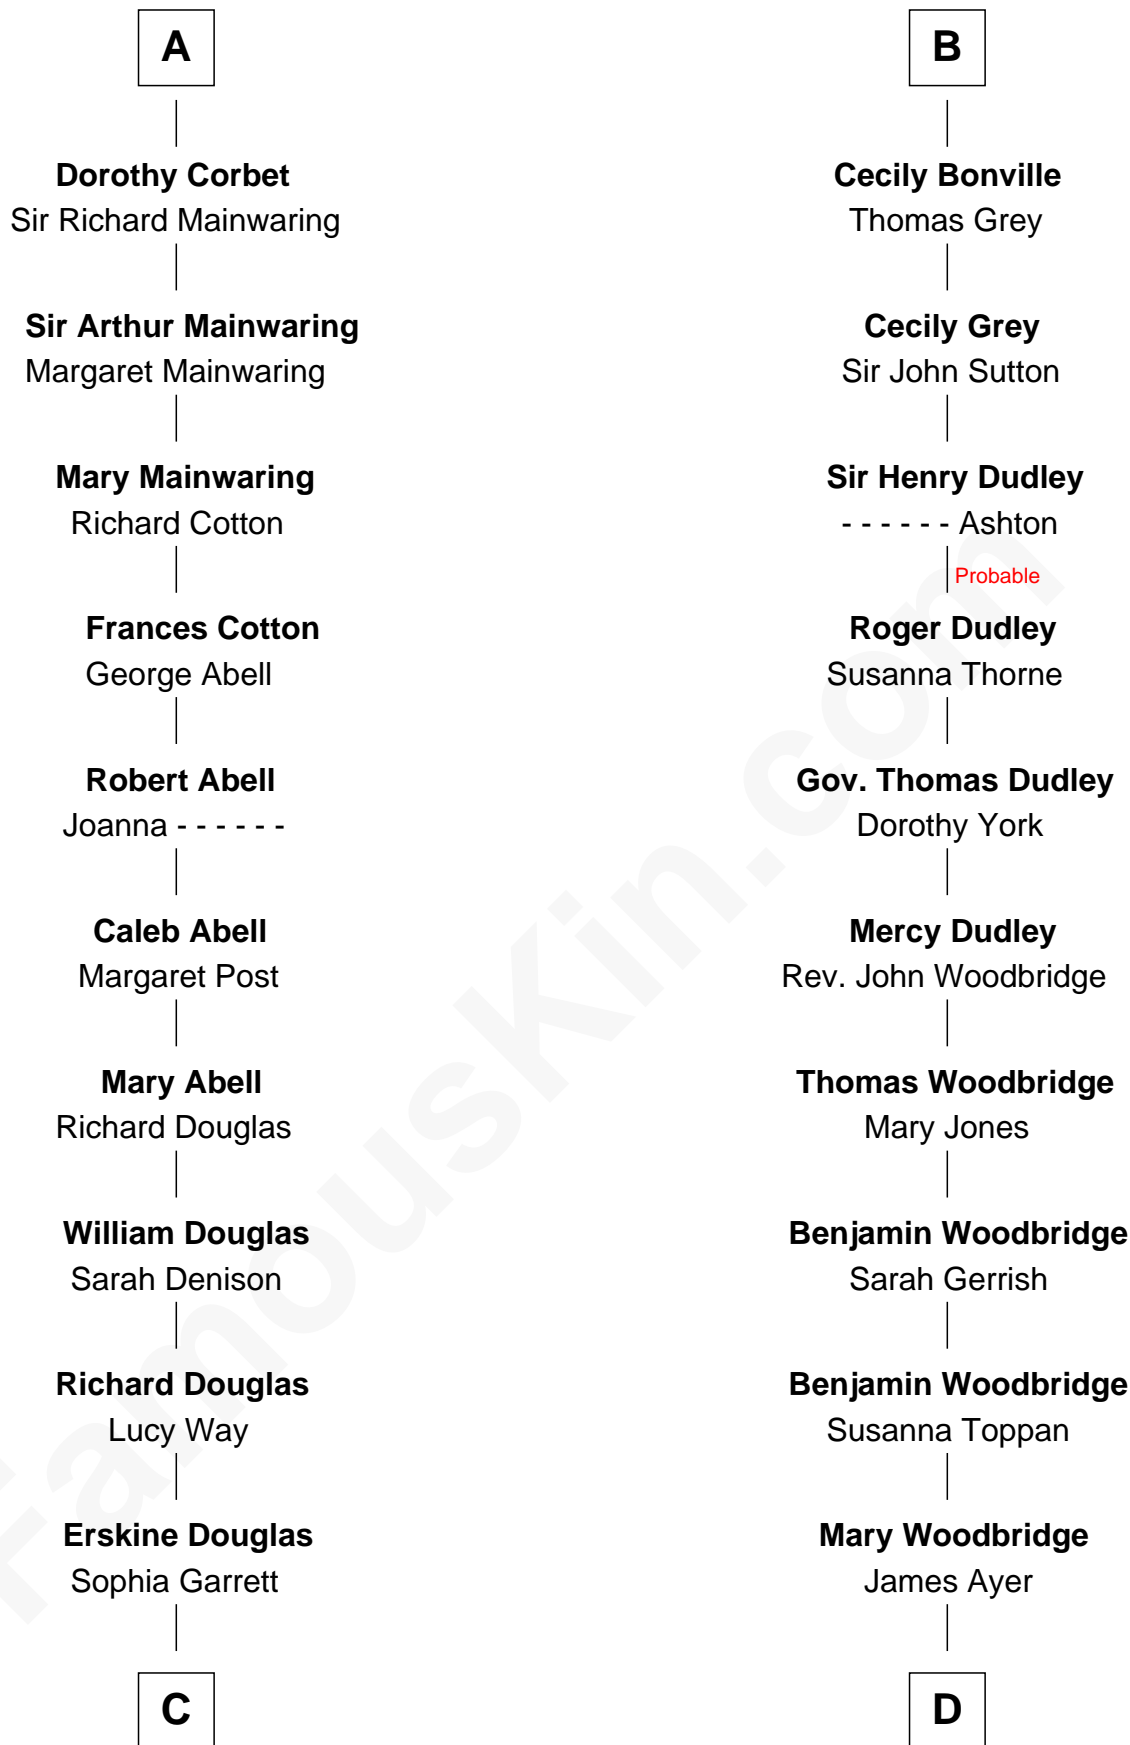 A
Dorothy Corbet
Sir Richard Mainwaring
Sir Arthur Mainwaring
Margaret Mainwaring
Mary Mainwaring
Richard Cotton
Frances Cotton
George Abell
Robert Abell
Joanna - - - - - -
Caleb Abell
Margaret Post
Mary Abell
Richard Douglas
William Douglas
Sarah Denison
Richard Douglas
Lucy Way
Erskine Douglas
Sophia Garrett
C
B
Cecily Bonville
Thomas Grey
Cecily Grey
Sir John Sutton
Sir Henry Dudley
- - - - - - Ashton
Probable
Roger Dudley
Susanna Thorne
Gov. Thomas Dudley
Dorothy York
Mercy Dudley
Rev. John Woodbridge
Thomas Woodbridge
Mary Jones
Benjamin Woodbridge
Sarah Gerrish
Benjamin Woodbridge
Susanna Toppan
Mary Woodbridge
James Ayer
D
FamousKin.com